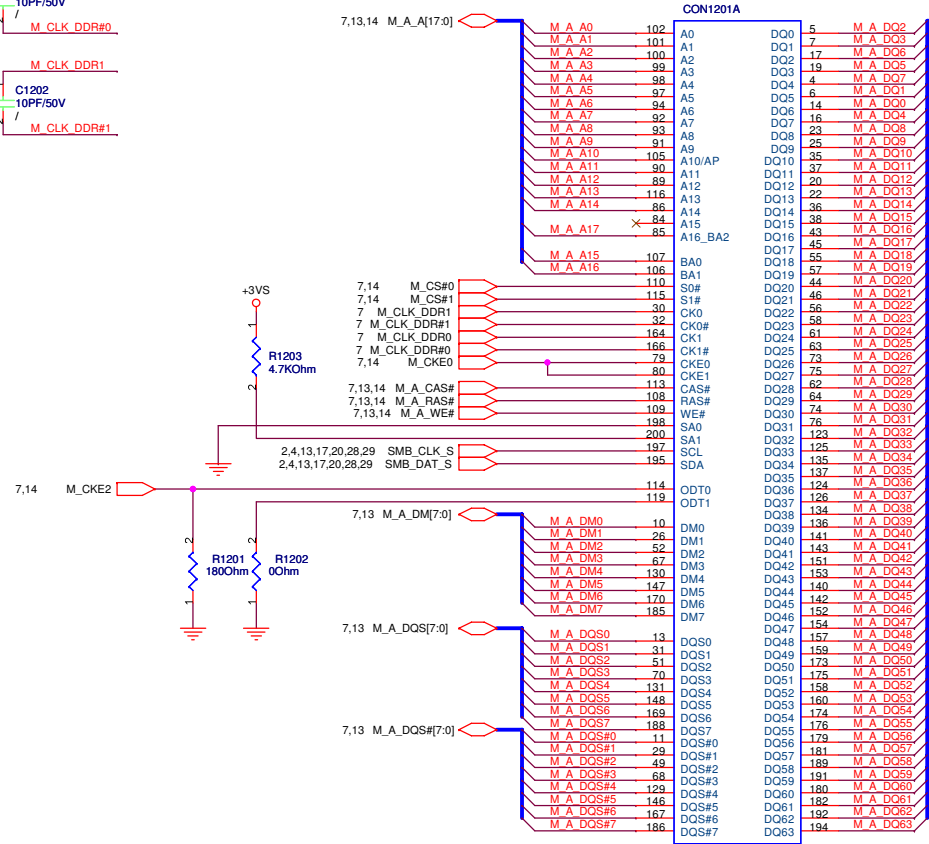 10PF/50V
/
M_CLK_DDR#0
M_CLK_DDR1
C1202
10PF/50V
/
M_CLK_DDR#1
CON1201A
7,13,14 M_A_A[17:0]
M_A_A0 102 A0
M_A_A1 101 A1
M_A_A2 100 A2
M_A_A3 99 A3
M_A_A4 98 A4
M_A_A5 97 A5
M_A_A6 94 A6
M_A_A7 92 A7
M_A_A8 93 A8
M_A_A9 91 A9
M_A_A10 105 A10/AP
M_A_A11 90 A11
M_A_A12 89 A12
M_A_A13 116 A13
M_A_A14 86 A14
84 A15
M_A_A17 85 A16_BA2
M_A_A15 107 BA0
M_A_A16 106 BA1
7,14 M_CS#0 110 S0#
7,14 M_CS#1 115 S1#
7 M_CLK_DDR1 30 CK0
7 M_CLK_DDR#1 32 CK0#
7 M_CLK_DDR0 164 CK1
7 M_CLK_DDR#0 166 CK1#
7,14 M_CKE0 79 CKE0
80 CKE1
7,13,14 M_A_CAS# 113 CAS#
7,13,14 M_A_RAS# 108 RAS#
7,13,14 M_A_WE# 109 WE#
198 SA0
200 SA1
2,4,13,17,20,28,29 SMB_CLK_S 197 SCL
2,4,13,17,20,28,29 SMB_DAT_S 195 SDA
+3VS
1
R1203
4.7KOhm
2
7,14 M_CKE2 114 ODT0
119 ODT1
2
R1201
180Ohm
1
2
R1202
0Ohm
1
7,13 M_A_DM[7:0]
M_A_DM0 10 DM0
M_A_DM1 26 DM1
M_A_DM2 52 DM2
M_A_DM3 67 DM3
M_A_DM4 130 DM4
M_A_DM5 147 DM5
M_A_DM6 170 DM6
M_A_DM7 185 DM7
7,13 M_A_DQS[7:0]
M_A_DQS0 13 DQS0
M_A_DQS1 31 DQS1
M_A_DQS2 51 DQS2
M_A_DQS3 70 DQS3
M_A_DQS4 131 DQS4
M_A_DQS5 148 DQS5
M_A_DQS6 169 DQS6
M_A_DQS7 188 DQS7
7,13 M_A_DQS#[7:0]
M_A_DQS#0 11 DQS#0
M_A_DQS#1 29 DQS#1
M_A_DQS#2 49 DQS#2
M_A_DQS#3 68 DQS#3
M_A_DQS#4 129 DQS#4
M_A_DQS#5 146 DQS#5
M_A_DQS#6 167 DQS#6
M_A_DQS#7 186 DQS#7
DQ0 5 M_A_DQ2
DQ1 7 M_A_DQ3
DQ2 17 M_A_DQ6
DQ3 19 M_A_DQ5
DQ4 4 M_A_DQ7
DQ5 6 M_A_DQ1
DQ6 14 M_A_DQ0
DQ7 16 M_A_DQ4
DQ8 23 M_A_DQ8
DQ9 25 M_A_DQ9
DQ10 35 M_A_DQ10
DQ11 37 M_A_DQ11
DQ12 20 M_A_DQ12
DQ13 22 M_A_DQ13
DQ14 36 M_A_DQ14
DQ15 38 M_A_DQ15
DQ16 43 M_A_DQ16
DQ17 45 M_A_DQ17
DQ18 55 M_A_DQ18
DQ19 57 M_A_DQ19
DQ20 44 M_A_DQ20
DQ21 46 M_A_DQ21
DQ22 56 M_A_DQ22
DQ23 58 M_A_DQ23
DQ24 61 M_A_DQ24
DQ25 63 M_A_DQ25
DQ26 73 M_A_DQ26
DQ27 75 M_A_DQ27
DQ28 62 M_A_DQ28
DQ29 64 M_A_DQ29
DQ30 74 M_A_DQ30
DQ31 76 M_A_DQ31
DQ32 123 M_A_DQ32
DQ33 125 M_A_DQ33
DQ34 135 M_A_DQ34
DQ35 137 M_A_DQ35
DQ36 124 M_A_DQ36
DQ37 126 M_A_DQ37
DQ38 134 M_A_DQ38
DQ39 136 M_A_DQ39
DQ40 141 M_A_DQ40
DQ41 143 M_A_DQ41
DQ42 151 M_A_DQ42
DQ43 153 M_A_DQ43
DQ44 140 M_A_DQ44
DQ45 142 M_A_DQ45
DQ46 152 M_A_DQ46
DQ47 154 M_A_DQ47
DQ48 157 M_A_DQ48
DQ49 159 M_A_DQ49
DQ50 173 M_A_DQ50
DQ51 175 M_A_DQ51
DQ52 158 M_A_DQ52
DQ53 160 M_A_DQ53
DQ54 174 M_A_DQ54
DQ55 176 M_A_DQ55
DQ56 179 M_A_DQ56
DQ57 181 M_A_DQ57
DQ58 189 M_A_DQ58
DQ59 191 M_A_DQ59
DQ60 180 M_A_DQ60
DQ61 182 M_A_DQ61
DQ62 192 M_A_DQ62
DQ63 194 M_A_DQ63